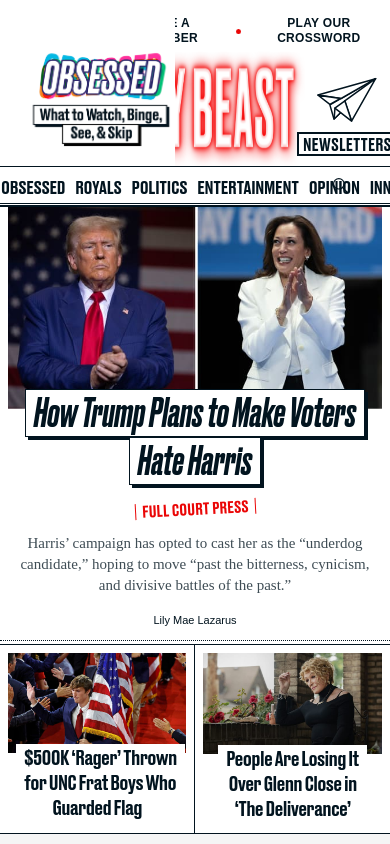 E A
BER
PLAY OUR
CROSSWORD
OBSESSED
What to Watch, Binge,
See, & Skip
Y BEAST
NEWSLETTERS
OBSESSED ROYALS POLITICS ENTERTAINMENT OPINION INN
AY FORWARD
How Trump Plans to Make Voters
Hate Harris
FULL COURT PRESS
Harris’ campaign has opted to cast her as the “underdog
candidate,” hoping to move “past the bitterness, cynicism,
and divisive battles of the past.”
Lily Mae Lazarus
$500K ‘Rager’ Thrown
for UNC Frat Boys Who
Guarded Flag
People Are Losing It
Over Glenn Close in
‘The Deliverance’